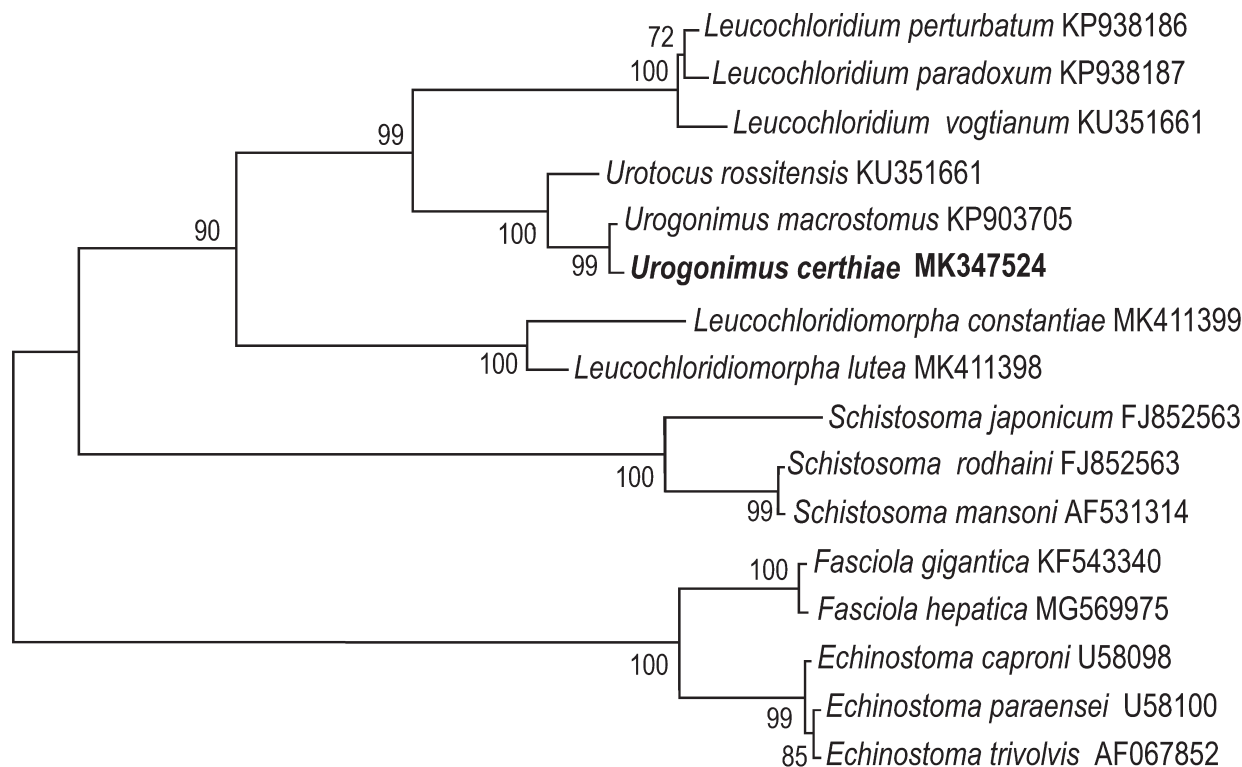 Leucochloridium perturbatum KP938186
72
Leucochloridium paradoxum KP938187
100
Leucochloridium vogtianum KU351661
99
Urotocus rossitensis KU351661
Urogonimus macrostomus KP903705
90
100
99
Urogonimus certhiae MK347524
Leucochloridiomorpha constantiae MK411399
100
Leucochloridiomorpha lutea MK411398
Schistosoma japonicum FJ852563
Schistosoma rodhaini FJ852563
100
99
Schistosoma mansoni AF531314
Fasciola gigantica KF543340
100
Fasciola hepatica MG569975
Echinostoma caproni U58098
100
Echinostoma paraensei U58100
99
85
Echinostoma trivolvis AF067852